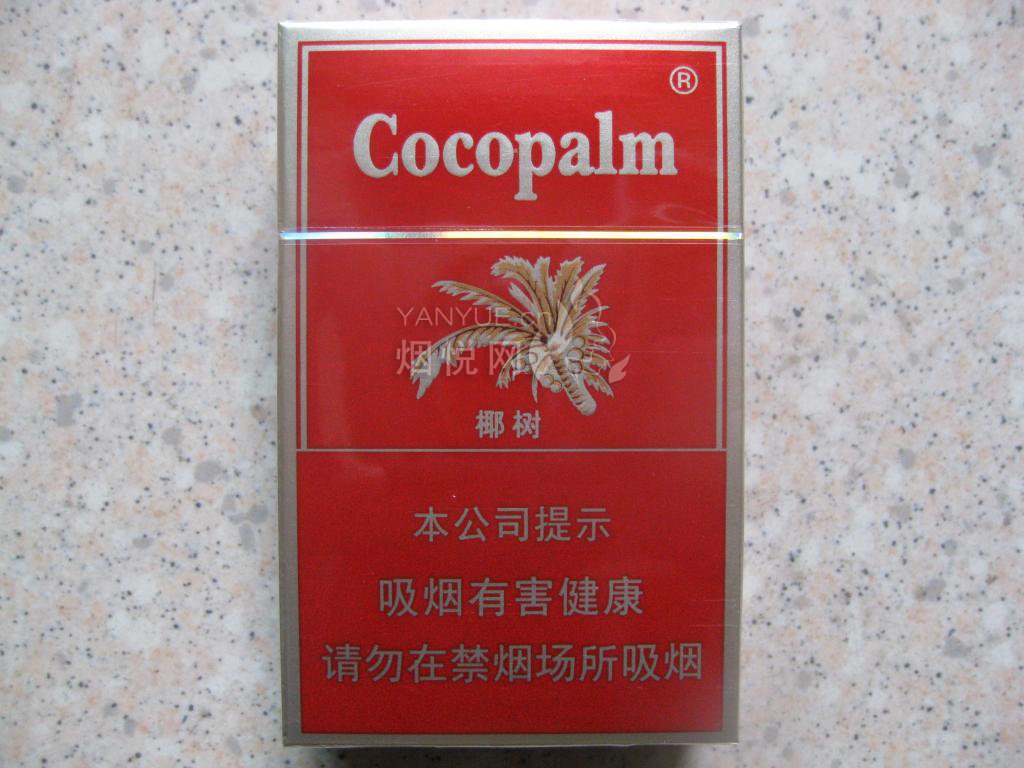 ®
Cocopalm
YANYUE.cn
烟悦网
椰树
本公司提示
吸烟有害健康
请勿在禁烟场所吸烟